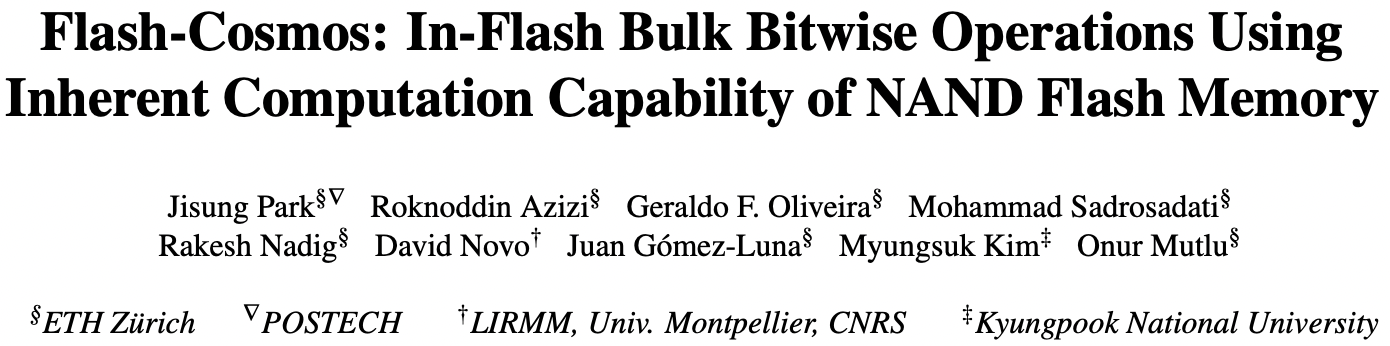 Flash-Cosmos: In-Flash Bulk Bitwise Operations Using
Inherent Computation Capability of NAND Flash Memory
Jisung Park§∇ Roknoddin Azizi§ Geraldo F. Oliveira§ Mohammad Sadrosadati§
Rakesh Nadig§ David Novo† Juan Gómez-Luna§ Myungsuk Kim‡ Onur Mutlu§
§ETH Zürich ∇POSTECH †LIRMM, Univ. Montpellier, CNRS ‡Kyungpook National University